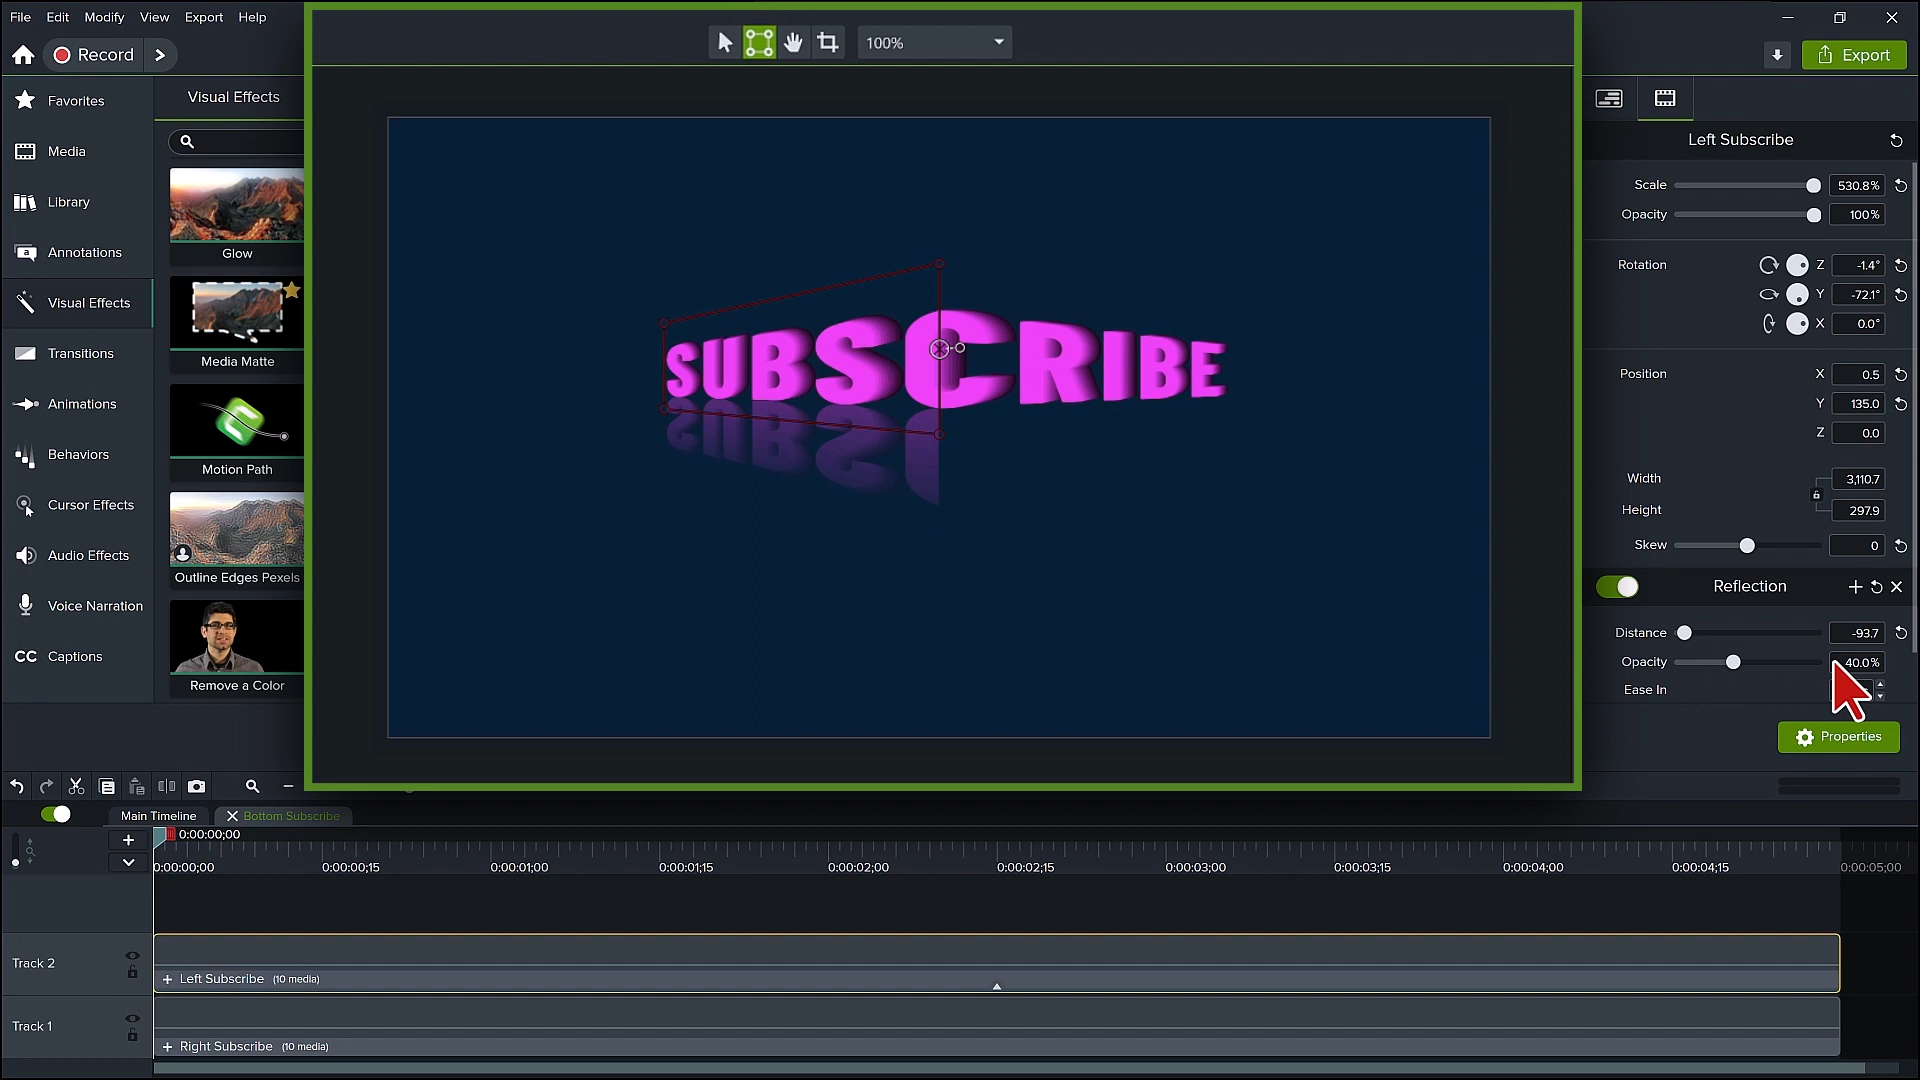 File Edit Modify View Export Help
Record
100%
Export
Favorites
Media
Library
Annotations
Visual Effects
Transitions
Animations
Behaviors
Cursor Effects
Audio Effects
Voice Narration
CC Captions
Visual Effects
Glow
Media Matte
Motion Path
Outline Edges Pexels
Remove a Color
SUBSCRIBE
Left Subscribe
Scale 530.8%
Opacity 100%
Rotation Z -1.4°
Y -72.1°
X 0.0°
Position X 0.5
Y 135.0
Z 0.0
Width 3,110.7
Height 297.9
Skew 0
Reflection
Distance -93.7
Opacity 40.0%
Ease In
Properties
Main Timeline Bottom Subscribe
0:00:00;00
0:00:00;00 0:00:00;15 0:00:01;00 0:00:01;15 0:00:02;00 0:00:02;15 0:00:03;00 0:00:03;15 0:00:04;00 0:00:04;15 0:00:05;00
Track 2
+ Left Subscribe (10 media)
Track 1
+ Right Subscribe (10 media)